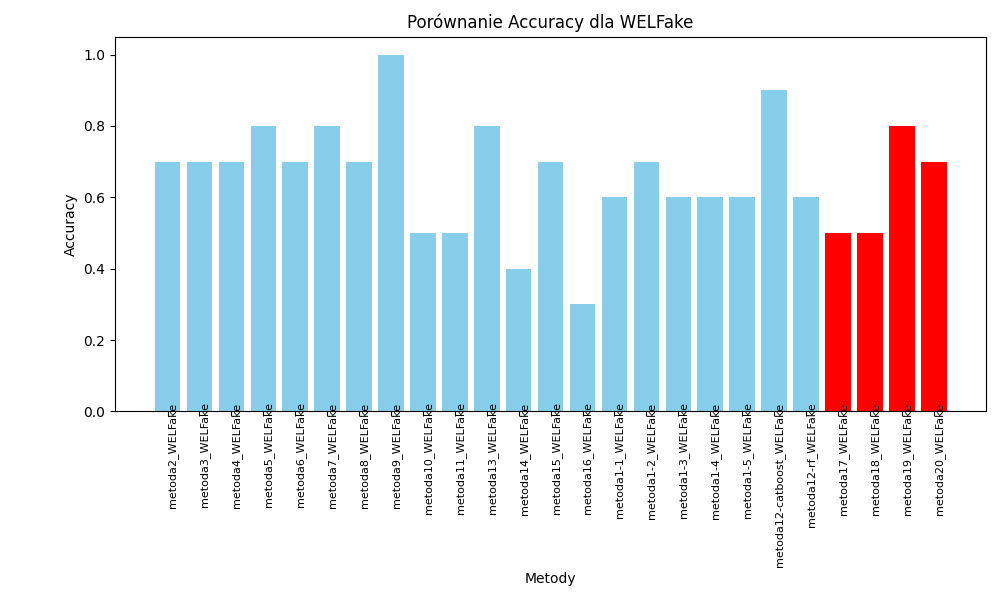 Porównanie Accuracy dla WELFake
Accuracy
1.0
0.8
0.6
0.4
0.2
0.0
metoda2_WELFake
metoda3_WELFake
metoda4_WELFake
metoda5_WELFake
metoda6_WELFake
metoda7_WELFake
metoda8_WELFake
metoda9_WELFake
metoda10_WELFake
metoda11_WELFake
metoda13_WELFake
metoda14_WELFake
metoda15_WELFake
metoda16_WELFake
metoda1-1_WELFake
metoda1-2_WELFake
metoda1-3_WELFake
metoda1-4_WELFake
metoda1-5_WELFake
metoda12-catboost_WELFake
metoda12-rf_WELFake
metoda17_WELFake
metoda18_WELFake
metoda19_WELFake
metoda20_WELFake
Metody